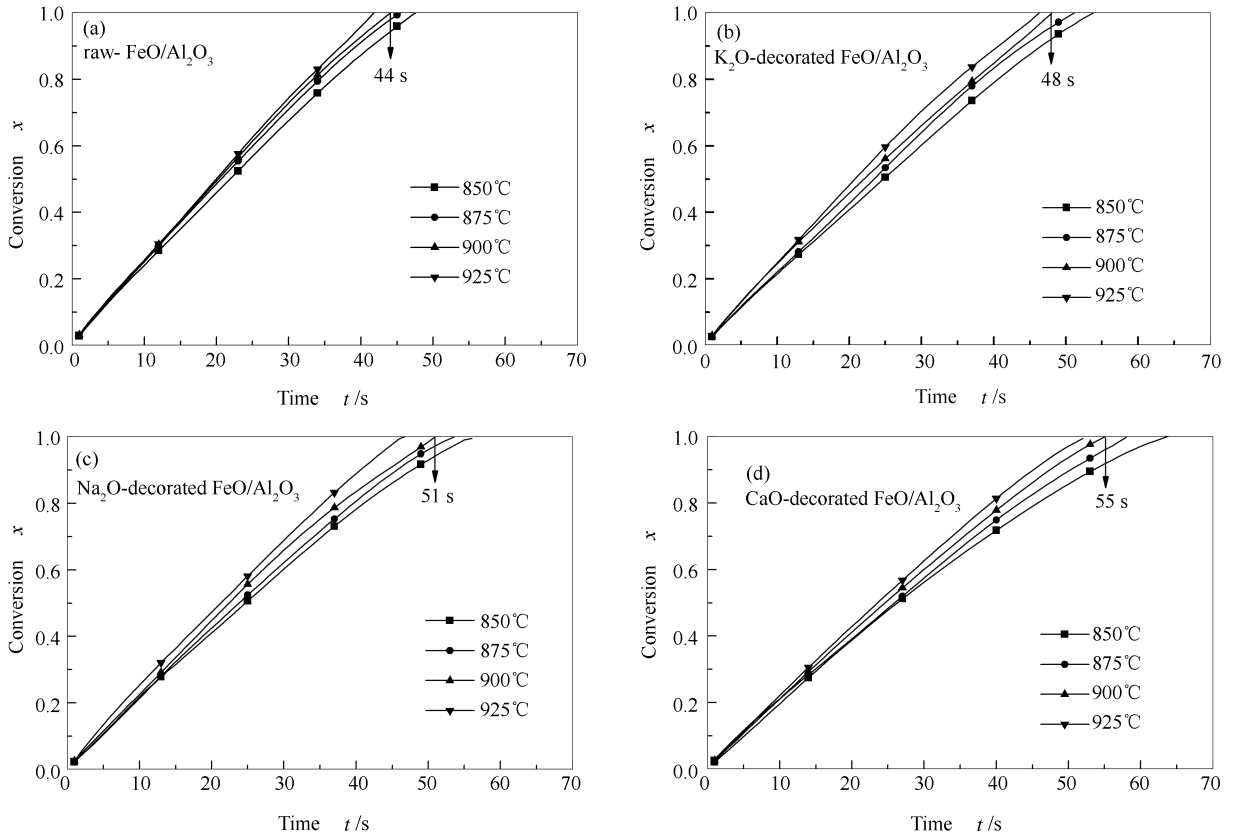 (a)
raw- FeO/Al₂O₃
44 s
850℃
875℃
900℃
925℃
Conversion x
0.0
0.2
0.4
0.6
0.8
1.0
0 10 20 30 40 50 60 70
Time t /s
(b)
K₂O-decorated FeO/Al₂O₃
48 s
850℃
875℃
900℃
925℃
Conversion x
0.0
0.2
0.4
0.6
0.8
1.0
0 10 20 30 40 50 60 70
Time t /s
(c)
Na₂O-decorated FeO/Al₂O₃
51 s
850℃
875℃
900℃
925℃
Conversion x
0.0
0.2
0.4
0.6
0.8
1.0
0 10 20 30 40 50 60 70
Time t /s
(d)
CaO-decorated FeO/Al₂O₃
55 s
850℃
875℃
900℃
925℃
Conversion x
0.0
0.2
0.4
0.6
0.8
1.0
0 10 20 30 40 50 60 70
Time t /s